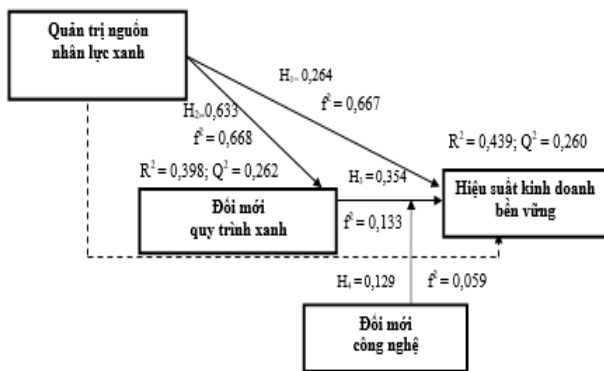 Quản trị nguồn
nhân lực xanh
H₁₌ 0,264
f² = 0,667
H₂₌0,633
f² = 0,668
R² = 0,398; Q² = 0,262
R² = 0,439; Q² = 0,260
H₃ = 0,354
f² = 0,133
Đổi mới
quy trình xanh
Hiệu suất kinh doanh
bền vững
H₄ = 0,129
f² = 0,059
Đổi mới
công nghệ